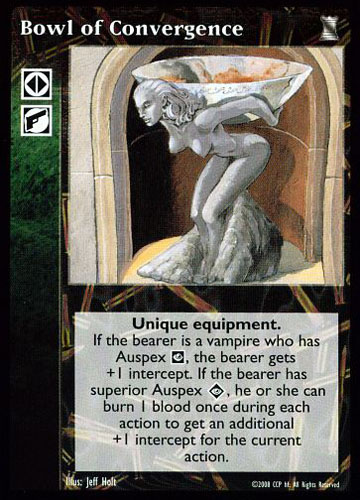 Bowl of Convergence
Unique equipment.
If the bearer is a vampire who has
Auspex, the bearer gets
+1 intercept. If the bearer has
superior Auspex, he or she can
burn 1 blood once during each
action to get an additional
+1 intercept for the current
action.
Illus: Jeff Holt
©2008 CCP hf. All Rights Reserved